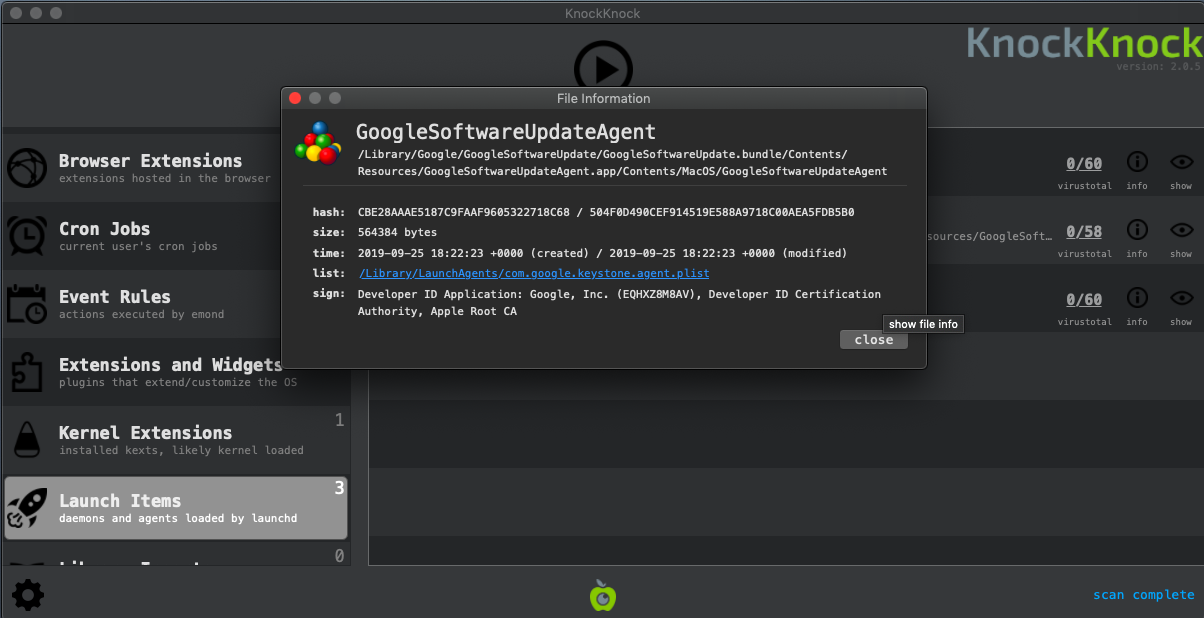 KnockKnock
KnockKnock
version: 2.0.5
File Information
GoogleSoftwareUpdateAgent
/Library/Google/GoogleSoftwareUpdate/GoogleSoftwareUpdate.bundle/Contents/
Resources/GoogleSoftwareUpdateAgent.app/Contents/MacOS/GoogleSoftwareUpdateAgent
hash: CBE28AAAE5187C9FAAF9605322718C68 / 504F0D490CEF914519E588A9718C00AEA5FDB5B0
size: 564384 bytes
time: 2019-09-25 18:22:23 +0000 (created) / 2019-09-25 18:22:23 +0000 (modified)
list: /Library/LaunchAgents/com.google.keystone.agent.plist
sign: Developer ID Application: Google, Inc. (EQHXZ8M8AV), Developer ID Certification
Authority, Apple Root CA
show file info
close
Browser Extensions
extensions hosted in the browser
Cron Jobs
current user's cron jobs
Event Rules
actions executed by emond
Extensions and Widgets
plugins that extend/customize the OS
Kernel Extensions 1
installed kexts, likely kernel loaded
Launch Items 3
daemons and agents loaded by launchd
0
0/60
virustotal info show
sources/GoogleSoft… 0/58
virustotal info show
0/60
virustotal info show
scan complete